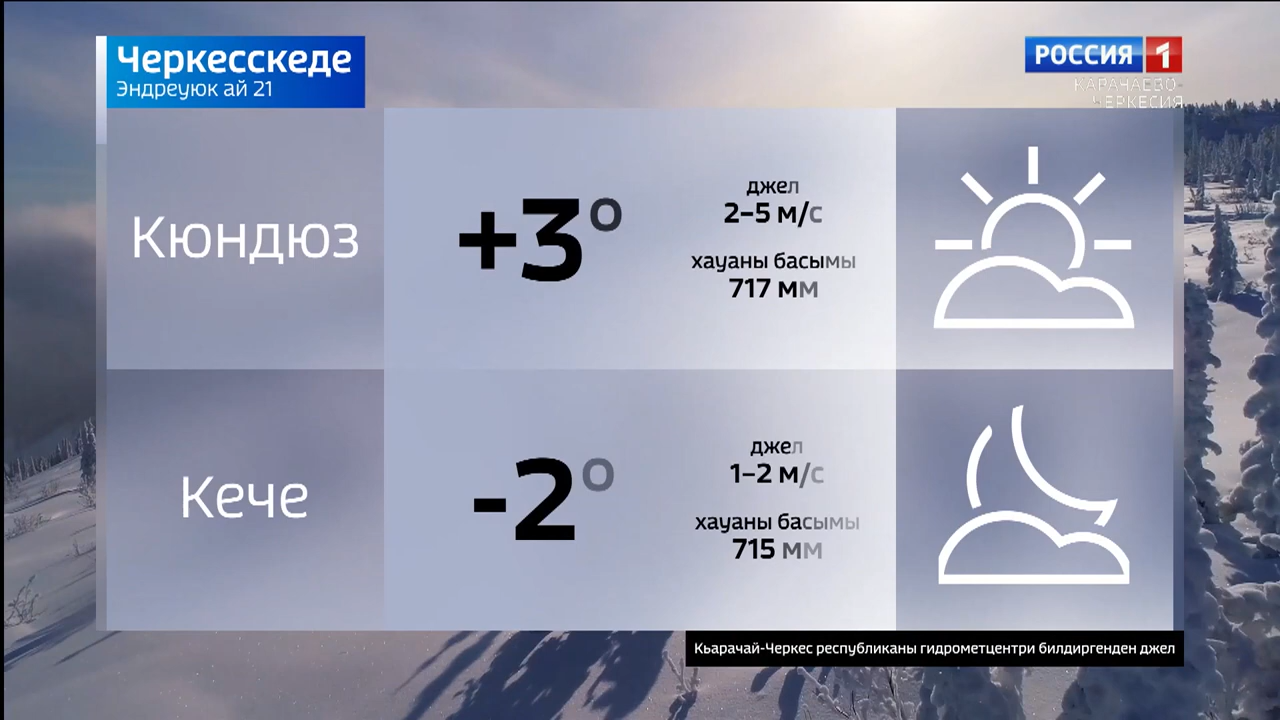 Черкесскеде
Эндреуюк ай 21
РОССИЯ 1
КАРАЧАЕВО-
ЧЕРКЕСИЯ
Кюндюз
+3°
джел
2–5 м/с
хауаны басымы
717 мм
Кече
-2°
джел
1–2 м/с
хауаны басымы
715 мм
Къарачай-Черкес республиканы гидрометцентри билдиргенден джел